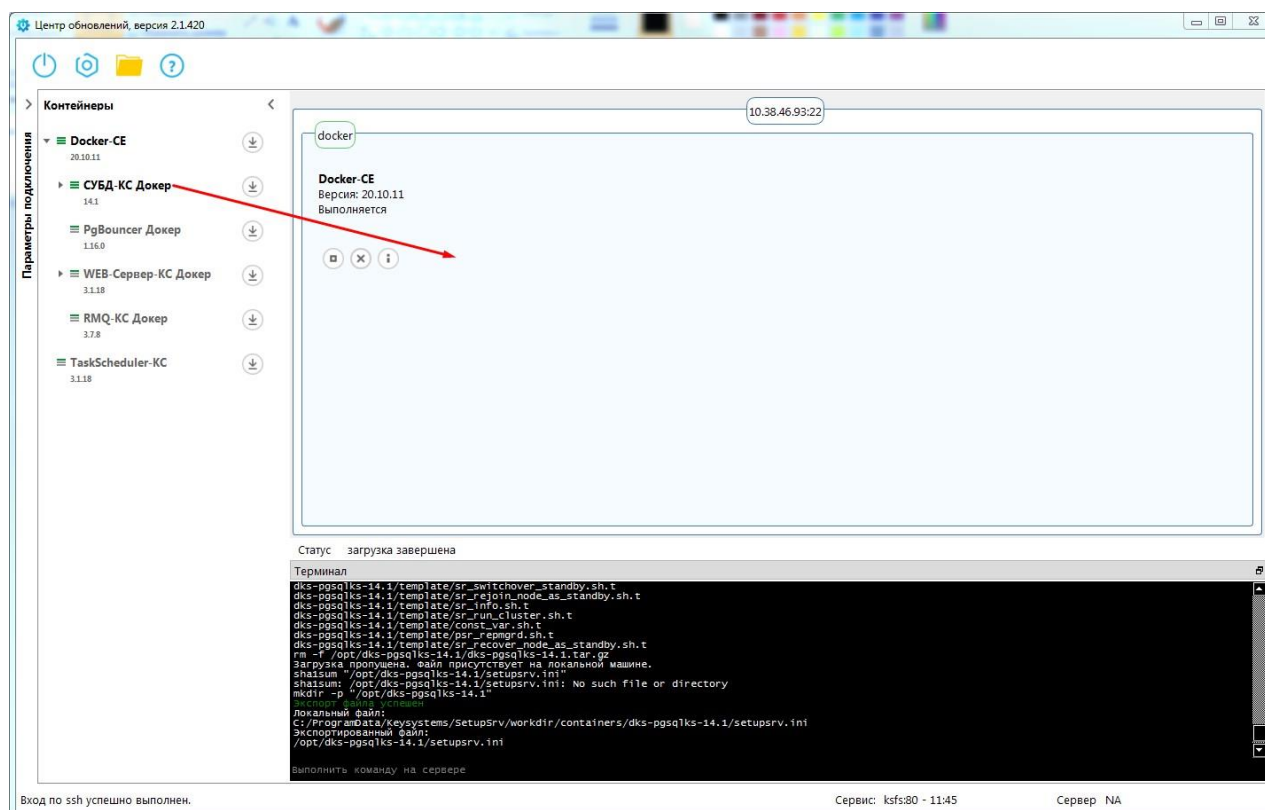 Центр обновлений, версия 2.1.420
Контейнеры
Параметры подключения
Docker-CE
20.10.11
СУБД-КС Докер
14.1
PgBouncer Докер
1.16.0
WEB-Сервер-КС Докер
3.1.18
RMQ-КС Докер
3.7.8
TaskScheduler-КС
3.1.18
10.38.46.93:22
docker
Docker-CE
Версия: 20.10.11
Выполняется
Статус загрузка завершена
Терминал
dks-pgsqlks-14.1/template/sr_switchover_standby.sh.t
dks-pgsqlks-14.1/template/sr_rejoin_node_as_standby.sh.t
dks-pgsqlks-14.1/template/sr_info.sh.t
dks-pgsqlks-14.1/template/sr_run_cluster.sh.t
dks-pgsqlks-14.1/template/const_var.sh.t
dks-pgsqlks-14.1/template/psr_repmgrd.sh.t
dks-pgsqlks-14.1/template/sr_recover_node_as_standby.sh.t
rm -f /opt/dks-pgsqlks-14.1/dks-pgsqlks-14.1.tar.gz
Загрузка пропущена. Файл присутствует на локальной машине.
sha1sum "/opt/dks-pgsqlks-14.1/setupsrv.ini"
sha1sum: /opt/dks-pgsqlks-14.1/setupsrv.ini: No such file or directory
mkdir -p "/opt/dks-pgsqlks-14.1"
Экспорт файла успешен
Локальный файл:
C:/ProgramData/Keysystems/SetupSrv/workdir/containers/dks-pgsqlks-14.1/setupsrv.ini
Экспортированный файл:
/opt/dks-pgsqlks-14.1/setupsrv.ini
Выполнить команду на сервере
Вход по ssh успешно выполнен.
Сервис: ksfs:80 - 11:45
Сервер NA